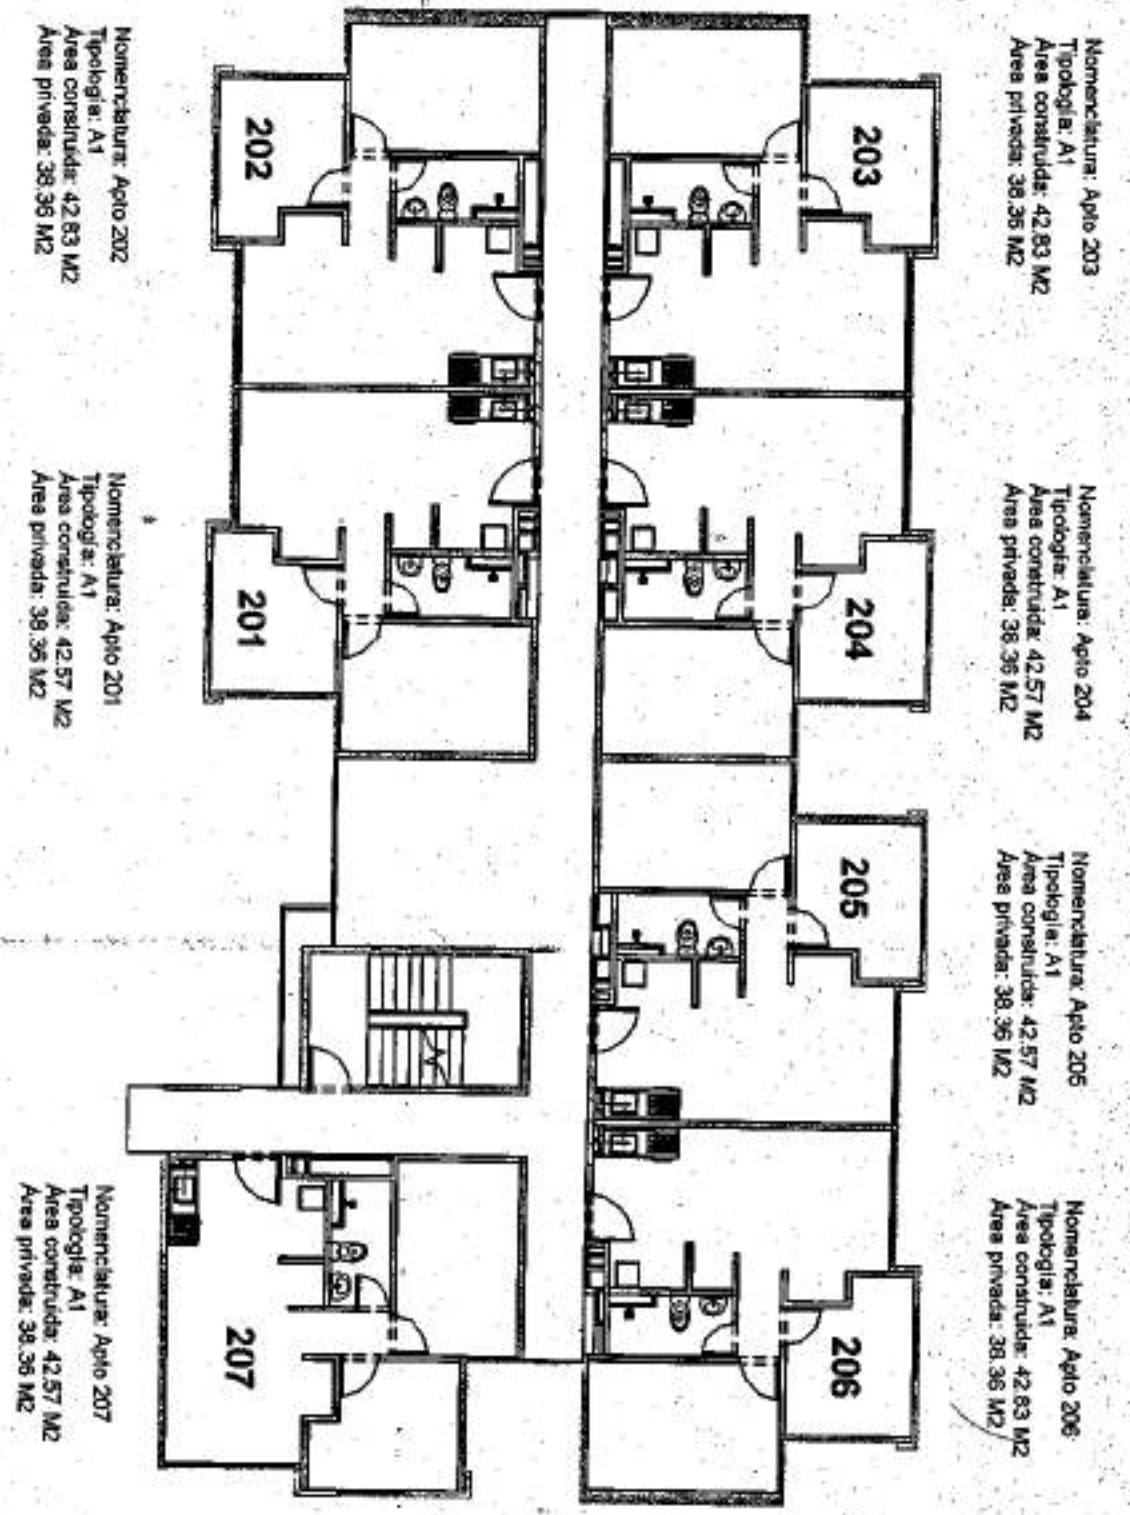 Nomenclatura: Apto 203
Tipología: A1
Área construida: 42.83 M2
Área privada: 38.36 M2
Nomenclatura: Apto 204
Tipología: A1
Área construida: 42.57 M2
Área privada: 38.36 M2
Nomenclatura: Apto 205
Tipología: A1
Área construida: 42.57 M2
Área privada: 38.36 M2
Nomenclatura: Apto 206
Tipología: A1
Área construida: 42.83 M2
Área privada: 38.36 M2
203
204
205
206
202
201
207
Nomenclatura: Apto 202
Tipología: A1
Área construida: 42.83 M2
Área privada: 38.36 M2
Nomenclatura: Apto 201
Tipología: A1
Área construida: 42.57 M2
Área privada: 38.36 M2
Nomenclatura: Apto 207
Tipología: A1
Área construida: 42.57 M2
Área privada: 38.36 M2